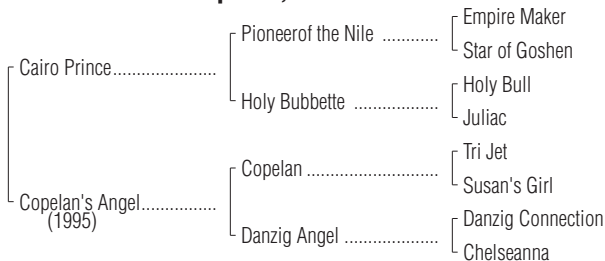 Empire Maker
Pioneerof the Nile ............
Star of Goshen
Cairo Prince......................
Holy Bull
Holy Bubbette ..................
Juliac
Tri Jet
Copelan ............................
Susan's Girl
Copelan's Angel................
(1995)
Danzig Connection
Danzig Angel ....................
Chelseanna